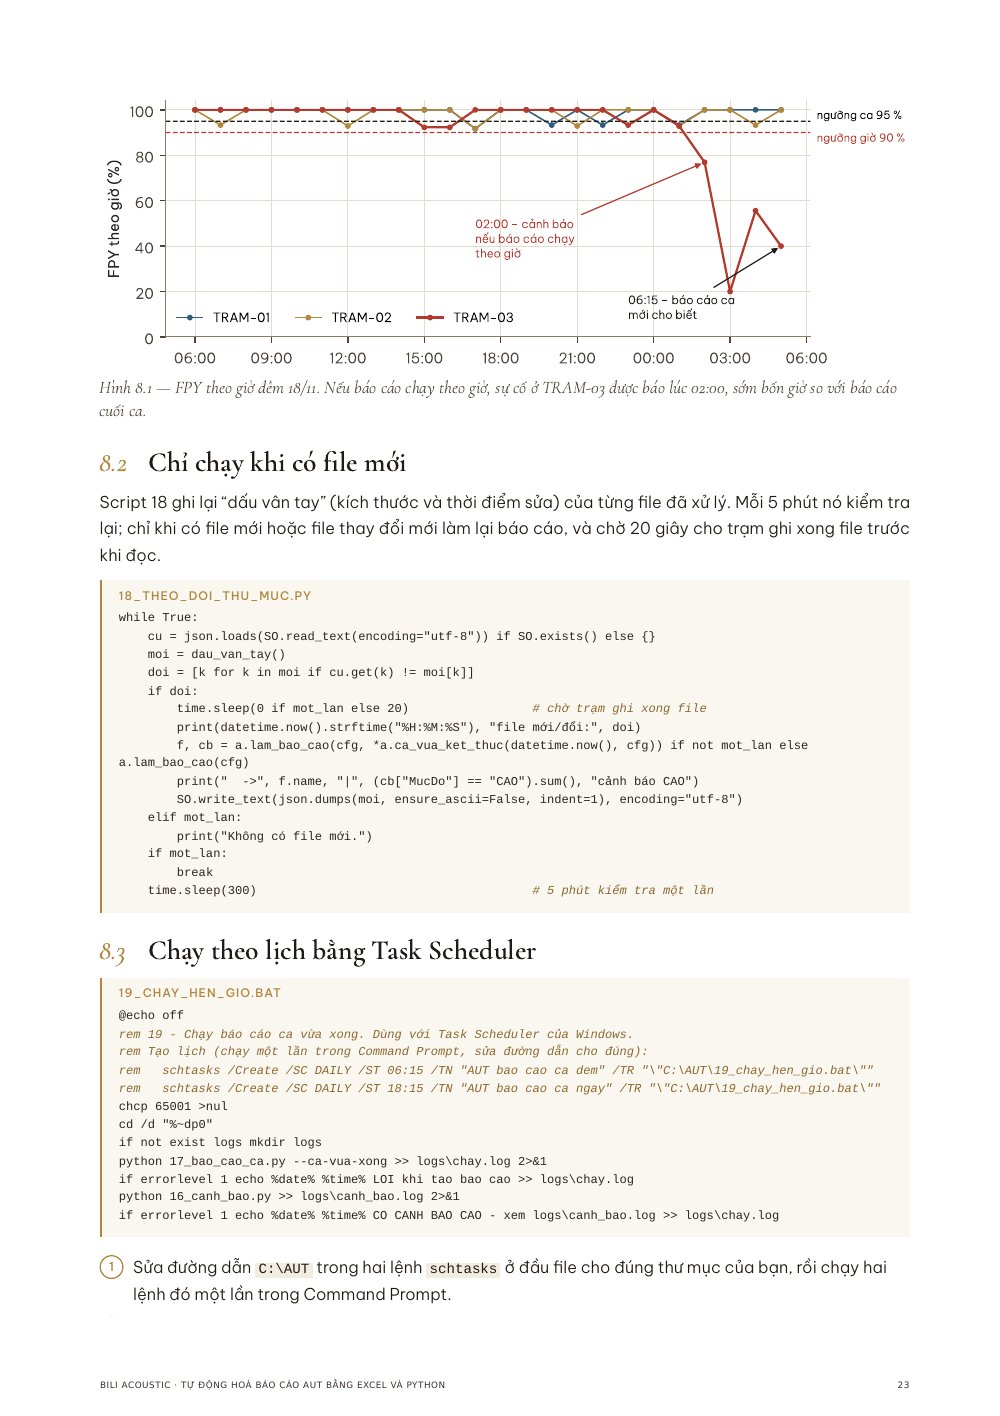 100
80
60
40
20
0
FPY theo giờ (%)
ngưỡng ca 95 %
ngưỡng giờ 90 %
02:00 – cảnh báo
nếu báo cáo chạy
theo giờ
06:15 – báo cáo ca
mới cho biết
TRAM-01 TRAM-02 TRAM-03
06:00 09:00 12:00 15:00 18:00 21:00 00:00 03:00 06:00
Hình 8.1 — FPY theo giờ đêm 18/11. Nếu báo cáo chạy theo giờ, sự cố ở TRAM-03 được báo lúc 02:00, sớm bốn giờ so với báo cáo
cuối ca.
8.2 Chỉ chạy khi có file mới
Script 18 ghi lại “dấu vân tay” (kích thước và thời điểm sửa) của từng file đã xử lý. Mỗi 5 phút nó kiểm tra
lại; chỉ khi có file mới hoặc file thay đổi mới làm lại báo cáo, và chờ 20 giây cho trạm ghi xong file trước
khi đọc.
18_THEO_DOI_THU_MUC.PY
while True:
    cu = json.loads(SO.read_text(encoding="utf-8")) if SO.exists() else {}
    moi = dau_van_tay()
    doi = [k for k in moi if cu.get(k) != moi[k]]
    if doi:
        time.sleep(0 if mot_lan else 20)                 # chờ trạm ghi xong file
        print(datetime.now().strftime("%H:%M:%S"), "file mới/đổi:", doi)
        f, cb = a.lam_bao_cao(cfg, *a.ca_vua_ket_thuc(datetime.now(), cfg)) if not mot_lan else
a.lam_bao_cao(cfg)
        print("  ->", f.name, "|", (cb["MucDo"] == "CAO").sum(), "cảnh báo CAO")
        SO.write_text(json.dumps(moi, ensure_ascii=False, indent=1), encoding="utf-8")
    elif mot_lan:
        print("Không có file mới.")
    if mot_lan:
        break
    time.sleep(300)                                      # 5 phút kiểm tra một lần
8.3 Chạy theo lịch bằng Task Scheduler
19_CHAY_HEN_GIO.BAT
@echo off
rem 19 - Chạy báo cáo ca vừa xong. Dùng với Task Scheduler của Windows.
rem Tạo lịch (chạy một lần trong Command Prompt, sửa đường dẫn cho đúng):
rem   schtasks /Create /SC DAILY /ST 06:15 /TN "AUT bao cao ca dem" /TR "\"C:\AUT\19_chay_hen_gio.bat\""
rem   schtasks /Create /SC DAILY /ST 18:15 /TN "AUT bao cao ca ngay" /TR "\"C:\AUT\19_chay_hen_gio.bat\""
chcp 65001 >nul
cd /d "%~dp0"
if not exist logs mkdir logs
python 17_bao_cao_ca.py --ca-vua-xong >> logs\chay.log 2>&1
if errorlevel 1 echo %date% %time% LOI khi tao bao cao >> logs\chay.log
python 16_canh_bao.py >> logs\canh_bao.log 2>&1
if errorlevel 1 echo %date% %time% CO CANH BAO CAO - xem logs\canh_bao.log >> logs\chay.log
1 Sửa đường dẫn C:\AUT trong hai lệnh schtasks ở đầu file cho đúng thư mục của bạn, rồi chạy hai
lệnh đó một lần trong Command Prompt.
BILI ACOUSTIC · TỰ ĐỘNG HOÁ BÁO CÁO AUT BẰNG EXCEL VÀ PYTHON 23